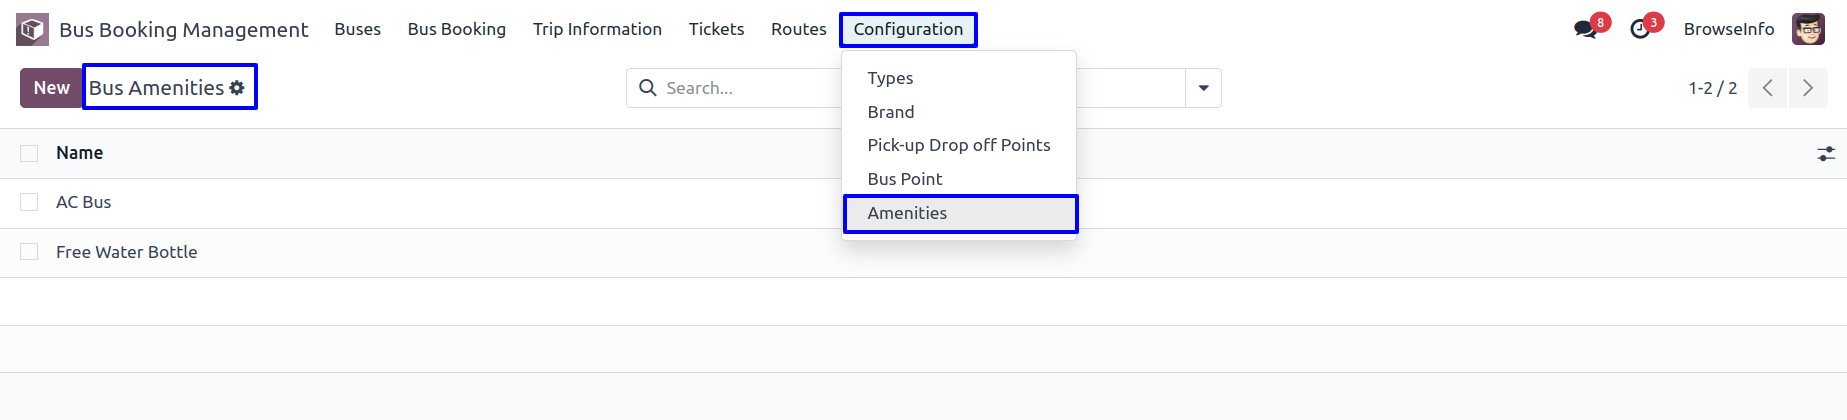 Bus Booking Management Buses Bus Booking Trip Information Tickets Routes Configuration 8 3 BrowseInfo
New Bus Amenities Search... 1-2 / 2
Types
Brand
Pick-up Drop off Points
Bus Point
Amenities
Name
AC Bus
Free Water Bottle